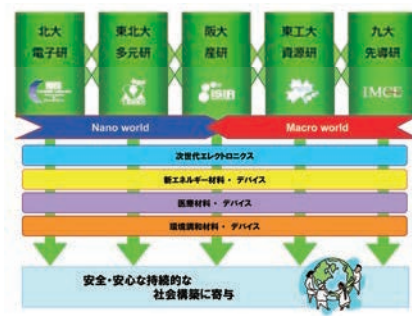 北大
電子研
東北大
多元研
阪大
産研
東工大
資源研
九大
先導研
ISIR
IMCE
Nano world
Macro world
次世代エレクトロニクス
新エネルギー材料・デバイス
医療材料・デバイス
環境調和材料・デバイス
安全・安心な持続的な
社会構築に寄与